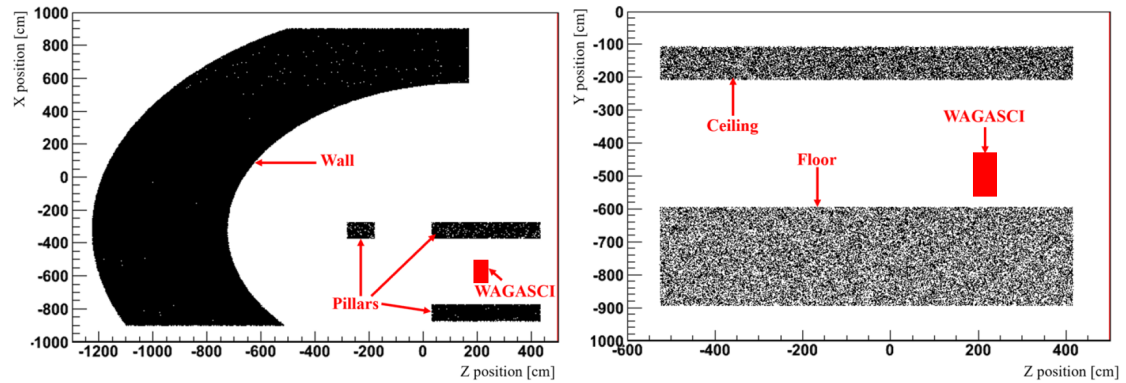 1000
800
600
400
200
0
-200
-400
-600
-800
-1000
X position [cm]
Wall
Pillars
WAGASCI
-1200 -1000 -800 -600 -400 -200 0 200 400
Z position [cm]
0
-100
-200
-300
-400
-500
-600
-700
-800
-900
-1000
Y position [cm]
Ceiling
WAGASCI
Floor
-600 -400 -200 0 200 400
Z position [cm]